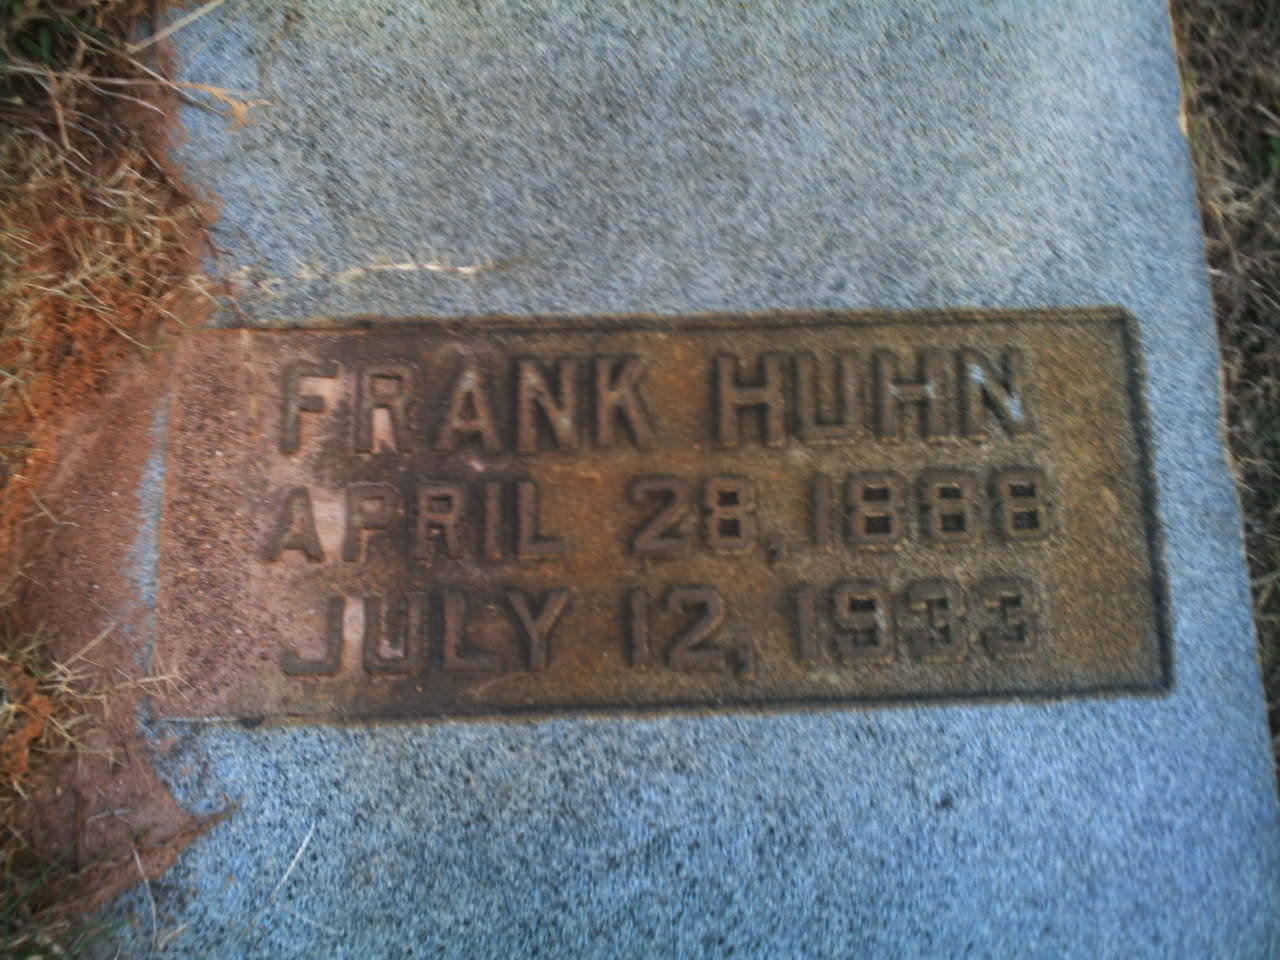 FRANK HUHN
APRIL 28, 1888
JULY 12, 1933